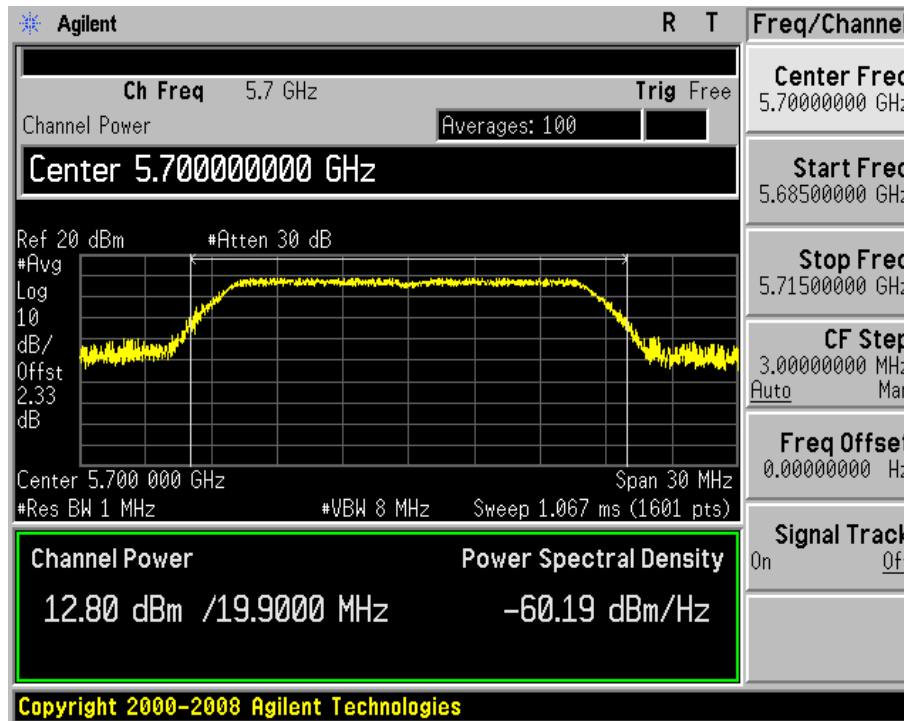 Agilent R T Freq/Channel
Ch Freq 5.7 GHz Trig Free
Channel Power Averages: 100
Center 5.700000000 GHz
Ref 20 dBm #Atten 30 dB
#Avg
Log
10
dB/
Offst
2.33
dB
Center 5.700 000 GHz Span 30 MHz
#Res BW 1 MHz #VBW 8 MHz Sweep 1.067 ms (1601 pts)
Channel Power Power Spectral Density
12.80 dBm /19.9000 MHz -60.19 dBm/Hz
Copyright 2000-2008 Agilent Technologies
Center Freq
5.70000000 GHz
Start Freq
5.68500000 GHz
Stop Freq
5.71500000 GHz
CF Step
3.00000000 MHz
Auto Man
Freq Offset
0.00000000 Hz
Signal Track
On Off